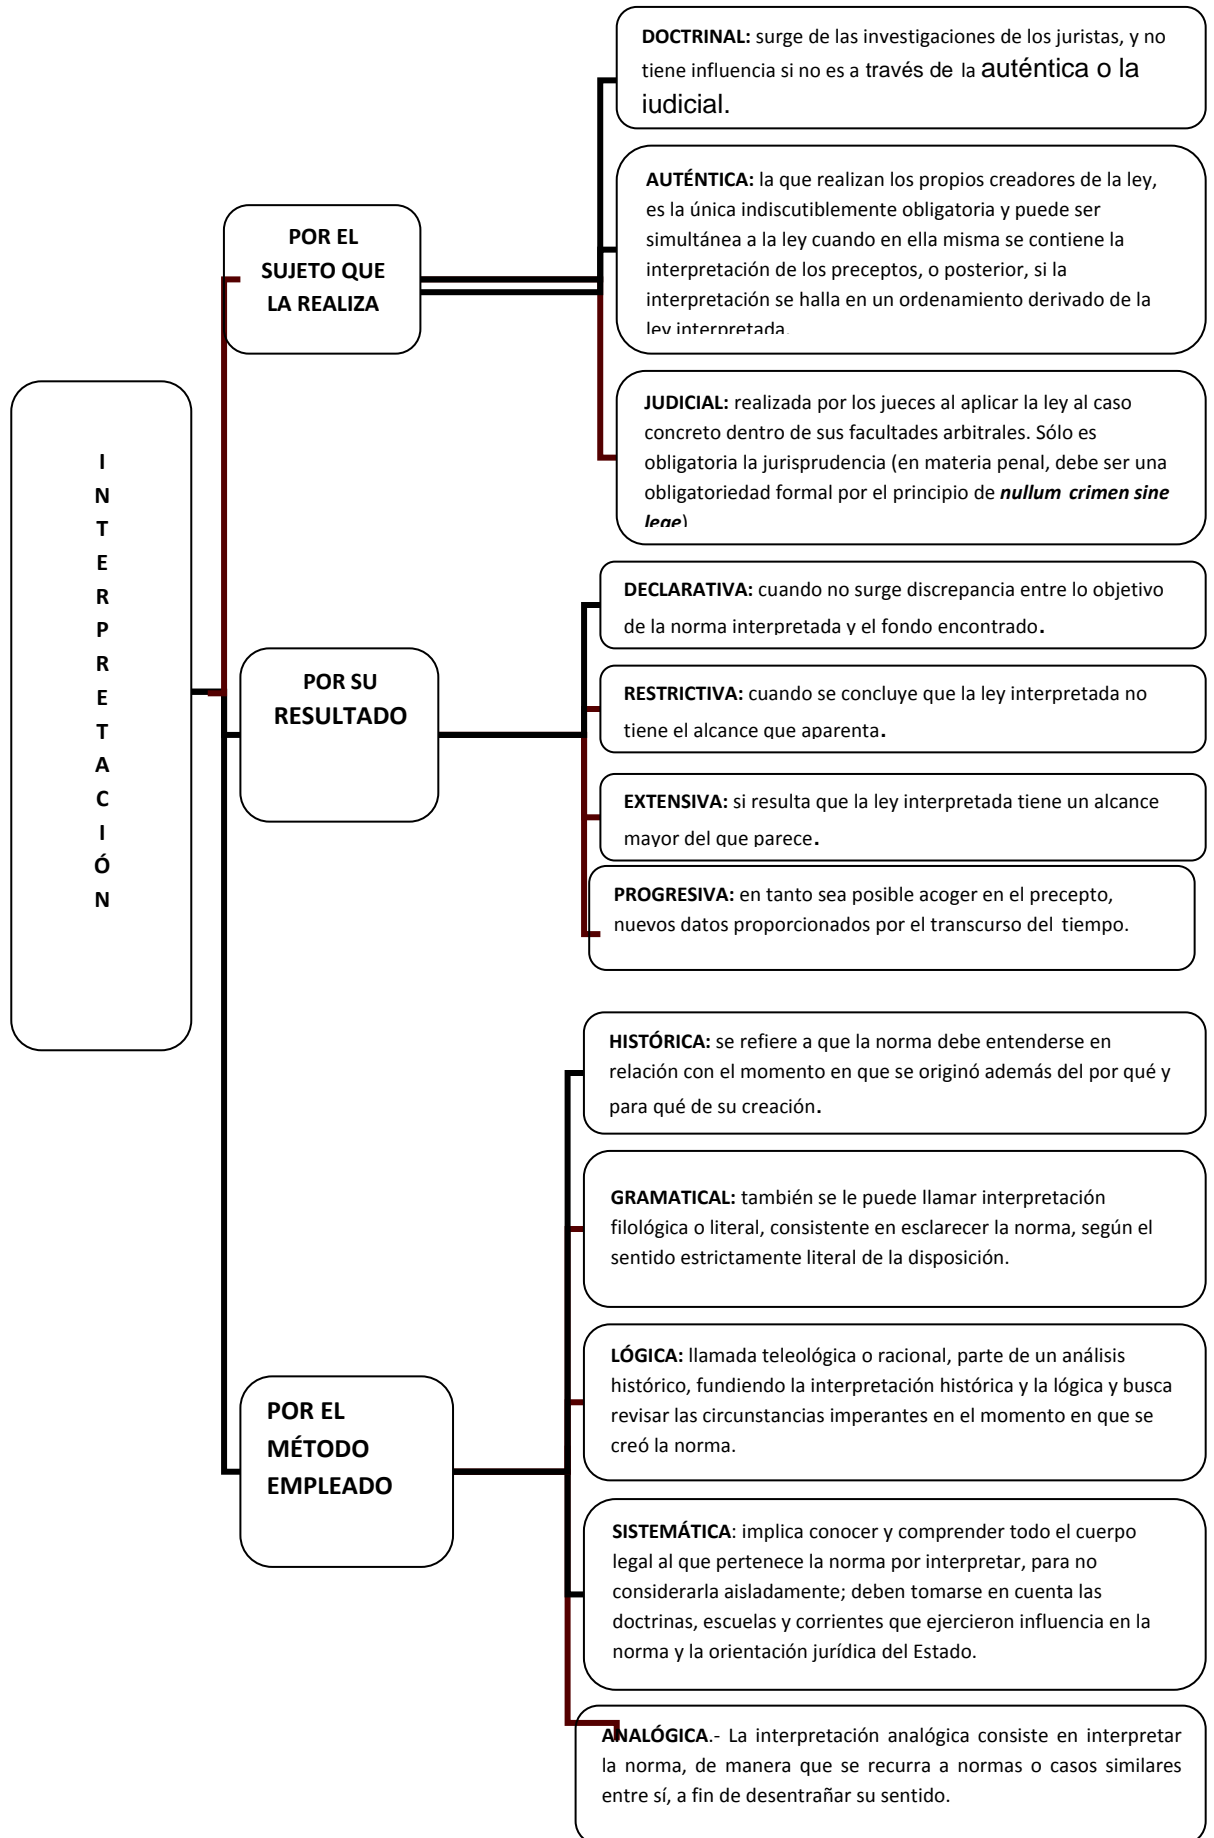 I
N
T
E
R
P
R
E
T
A
C
I
Ó
N
POR EL
SUJETO QUE
LA REALIZA
DOCTRINAL: surge de las investigaciones de los juristas, y no
tiene influencia si no es a través de la auténtica o la
judicial.
AUTÉNTICA: la que realizan los propios creadores de la ley,
es la única indiscutiblemente obligatoria y puede ser
simultánea a la ley cuando en ella misma se contiene la
interpretación de los preceptos, o posterior, si la
interpretación se halla en un ordenamiento derivado de la
ley interpretada.
JUDICIAL: realizada por los jueces al aplicar la ley al caso
concreto dentro de sus facultades arbitrales. Sólo es
obligatoria la jurisprudencia (en materia penal, debe ser una
obligatoriedad formal por el principio de nullum crimen sine
lege)
POR SU
RESULTADO
DECLARATIVA: cuando no surge discrepancia entre lo objetivo
de la norma interpretada y el fondo encontrado.
RESTRICTIVA: cuando se concluye que la ley interpretada no
tiene el alcance que aparenta.
EXTENSIVA: si resulta que la ley interpretada tiene un alcance
mayor del que parece.
PROGRESIVA: en tanto sea posible acoger en el precepto,
nuevos datos proporcionados por el transcurso del tiempo.
POR EL
MÉTODO
EMPLEADO
HISTÓRICA: se refiere a que la norma debe entenderse en
relación con el momento en que se originó además del por qué y
para qué de su creación.
GRAMATICAL: también se le puede llamar interpretación
filológica o literal, consistente en esclarecer la norma, según el
sentido estrictamente literal de la disposición.
LÓGICA: llamada teleológica o racional, parte de un análisis
histórico, fundiendo la interpretación histórica y la lógica y busca
revisar las circunstancias imperantes en el momento en que se
creó la norma.
SISTEMÁTICA: implica conocer y comprender todo el cuerpo
legal al que pertenece la norma por interpretar, para no
considerarla aisladamente; deben tomarse en cuenta las
doctrinas, escuelas y corrientes que ejercieron influencia en la
norma y la orientación jurídica del Estado.
ANALÓGICA.- La interpretación analógica consiste en interpretar
la norma, de manera que se recurra a normas o casos similares
entre sí, a fin de desentrañar su sentido.